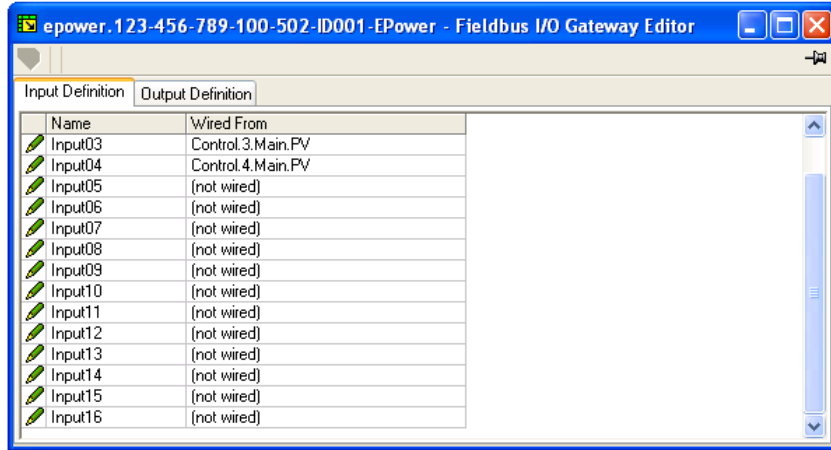 epower.123-456-789-100-502-ID001-EPower - Fieldbus I/O Gateway Editor
Input Definition Output Definition
Name Wired From
Input03 Control.3.Main.PV
Input04 Control.4.Main.PV
Input05 (not wired)
Input06 (not wired)
Input07 (not wired)
Input08 (not wired)
Input09 (not wired)
Input10 (not wired)
Input11 (not wired)
Input12 (not wired)
Input13 (not wired)
Input14 (not wired)
Input15 (not wired)
Input16 (not wired)